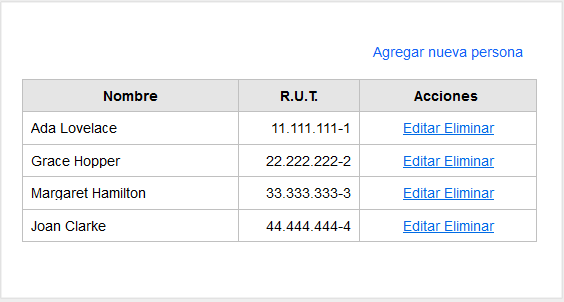 Agregar nueva persona
Nombre R.U.T. Acciones
Ada Lovelace 11.111.111-1 Editar Eliminar
Grace Hopper 22.222.222-2 Editar Eliminar
Margaret Hamilton 33.333.333-3 Editar Eliminar
Joan Clarke 44.444.444-4 Editar Eliminar